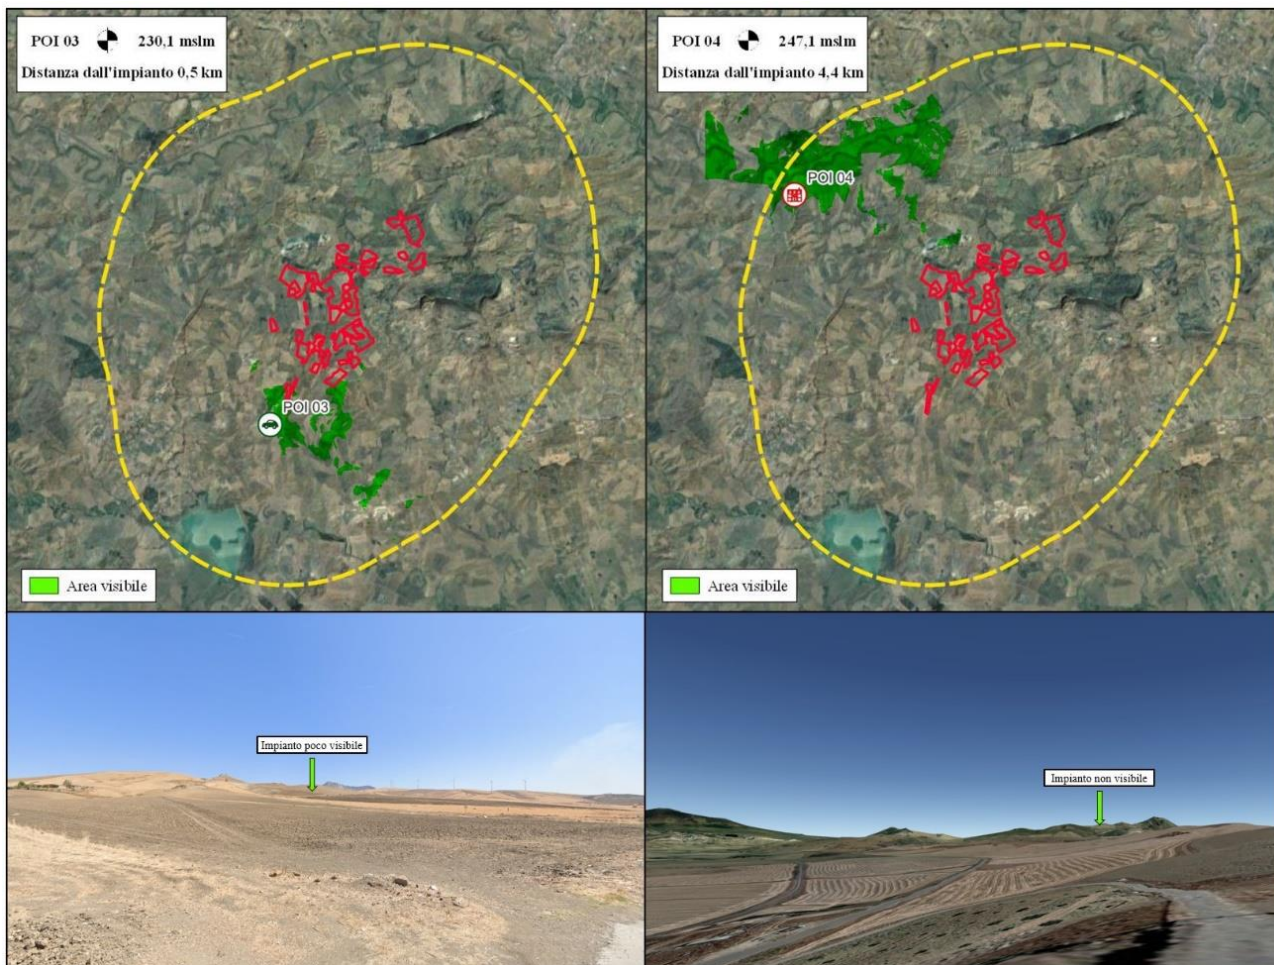 POI 03 230,1 mslm
Distanza dall'impianto 0,5 km
POI 03
Area visibile
POI 04 247,1 mslm
Distanza dall'impianto 4,4 km
POI 04
Area visibile
Impianto poco visibile
Impianto non visibile